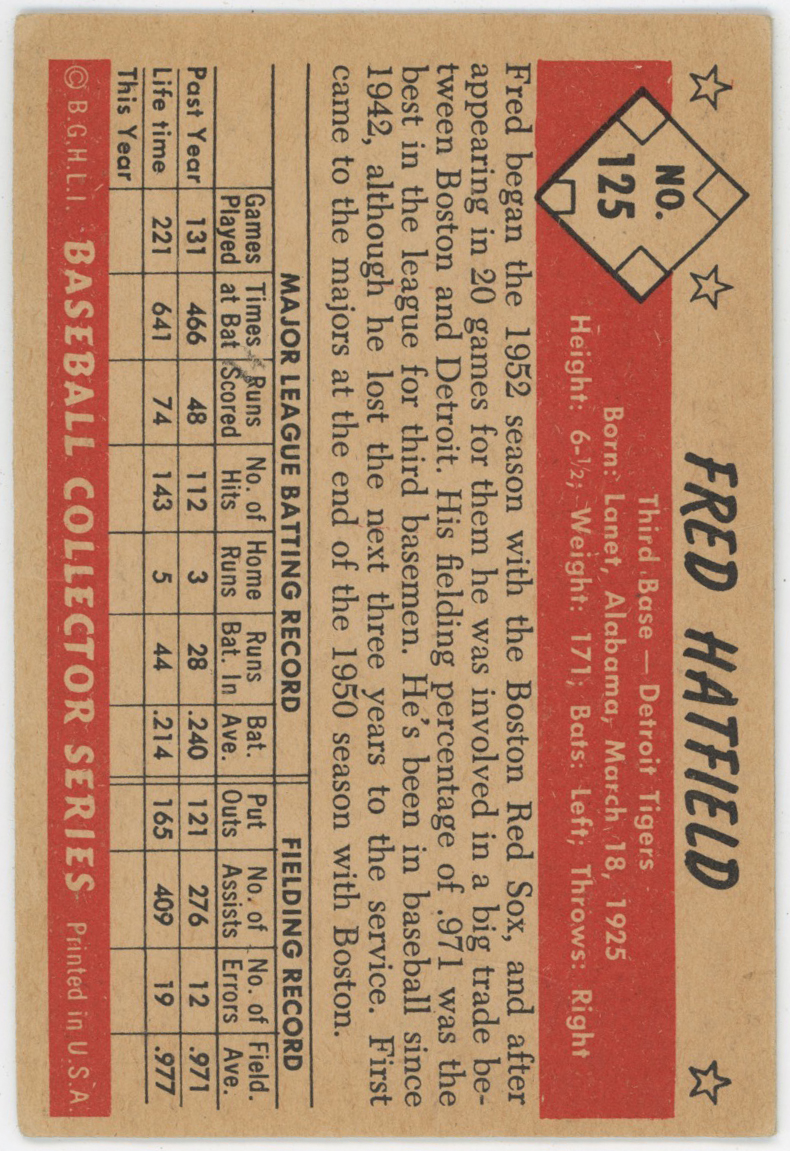 FRED HATFIELD
NO.
125
Third Base — Detroit Tigers
Born: Lanet, Alabama, March 18, 1925
Height: 6-½; Weight: 171; Bats: Left; Throws: Right
Fred began the 1952 season with the Boston Red Sox, and after
appearing in 20 games for them he was involved in a big trade be-
tween Boston and Detroit. His fielding percentage of .971 was the
best in the league for third basemen. He's been in baseball since
1942, although he lost the next three years to the service. First
came to the majors at the end of the 1950 season with Boston.
MAJOR LEAGUE BATTING RECORD FIELDING RECORD
Games Times Runs No. of Home Runs Bat. Put No. of No. of Field.
Played at Bat Scored Hits Runs Bat. In Ave. Outs Assists Errors Ave.
Past Year 131 466 48 112 3 28 .240 121 276 12 .971
Life time 221 641 74 143 5 44 .214 165 409 19 .977
This Year
© B.G.H.L.I. BASEBALL COLLECTOR SERIES Printed in U.S.A.